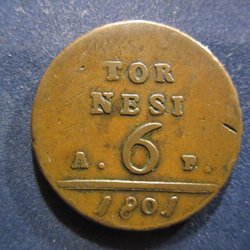 TOR
NESI
A. 6 P.
1801